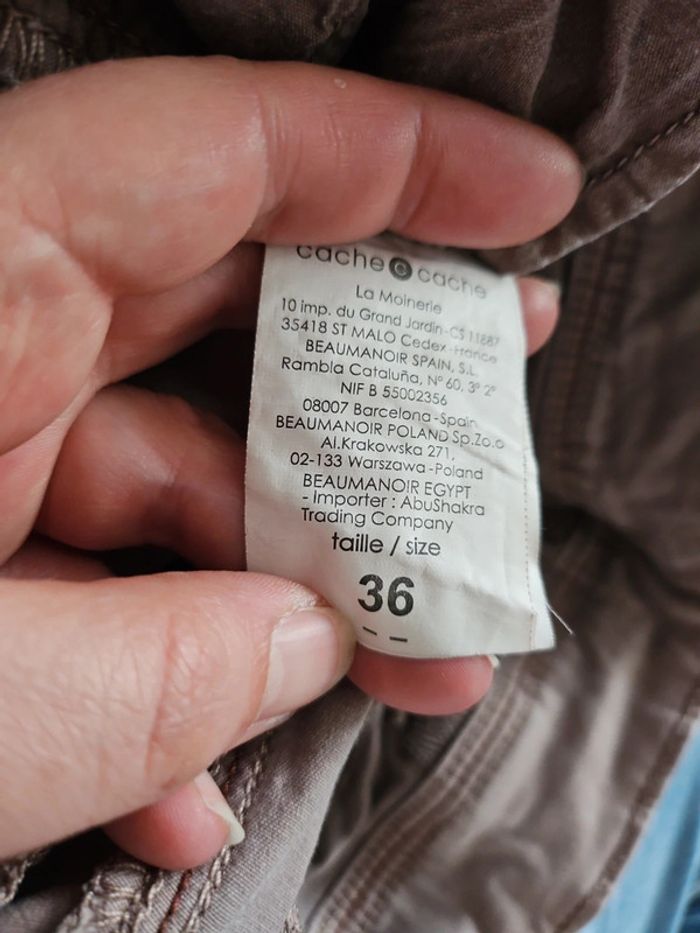 cache c cache
La Moinerie
10 imp. du Grand Jardin-CS 11887
35418 ST MALO Cedex-France
BEAUMANOIR SPAIN, S.L.
Rambla Cataluña, Nº 60, 3º 2ª
NIF B 55002356
08007 Barcelona-Spain
BEAUMANOIR POLAND Sp.Zo.o
Al.Krakowska 271,
02-133 Warszawa-Poland
BEAUMANOIR EGYPT
- Importer : AbuShakra
Trading Company
taille / size
36